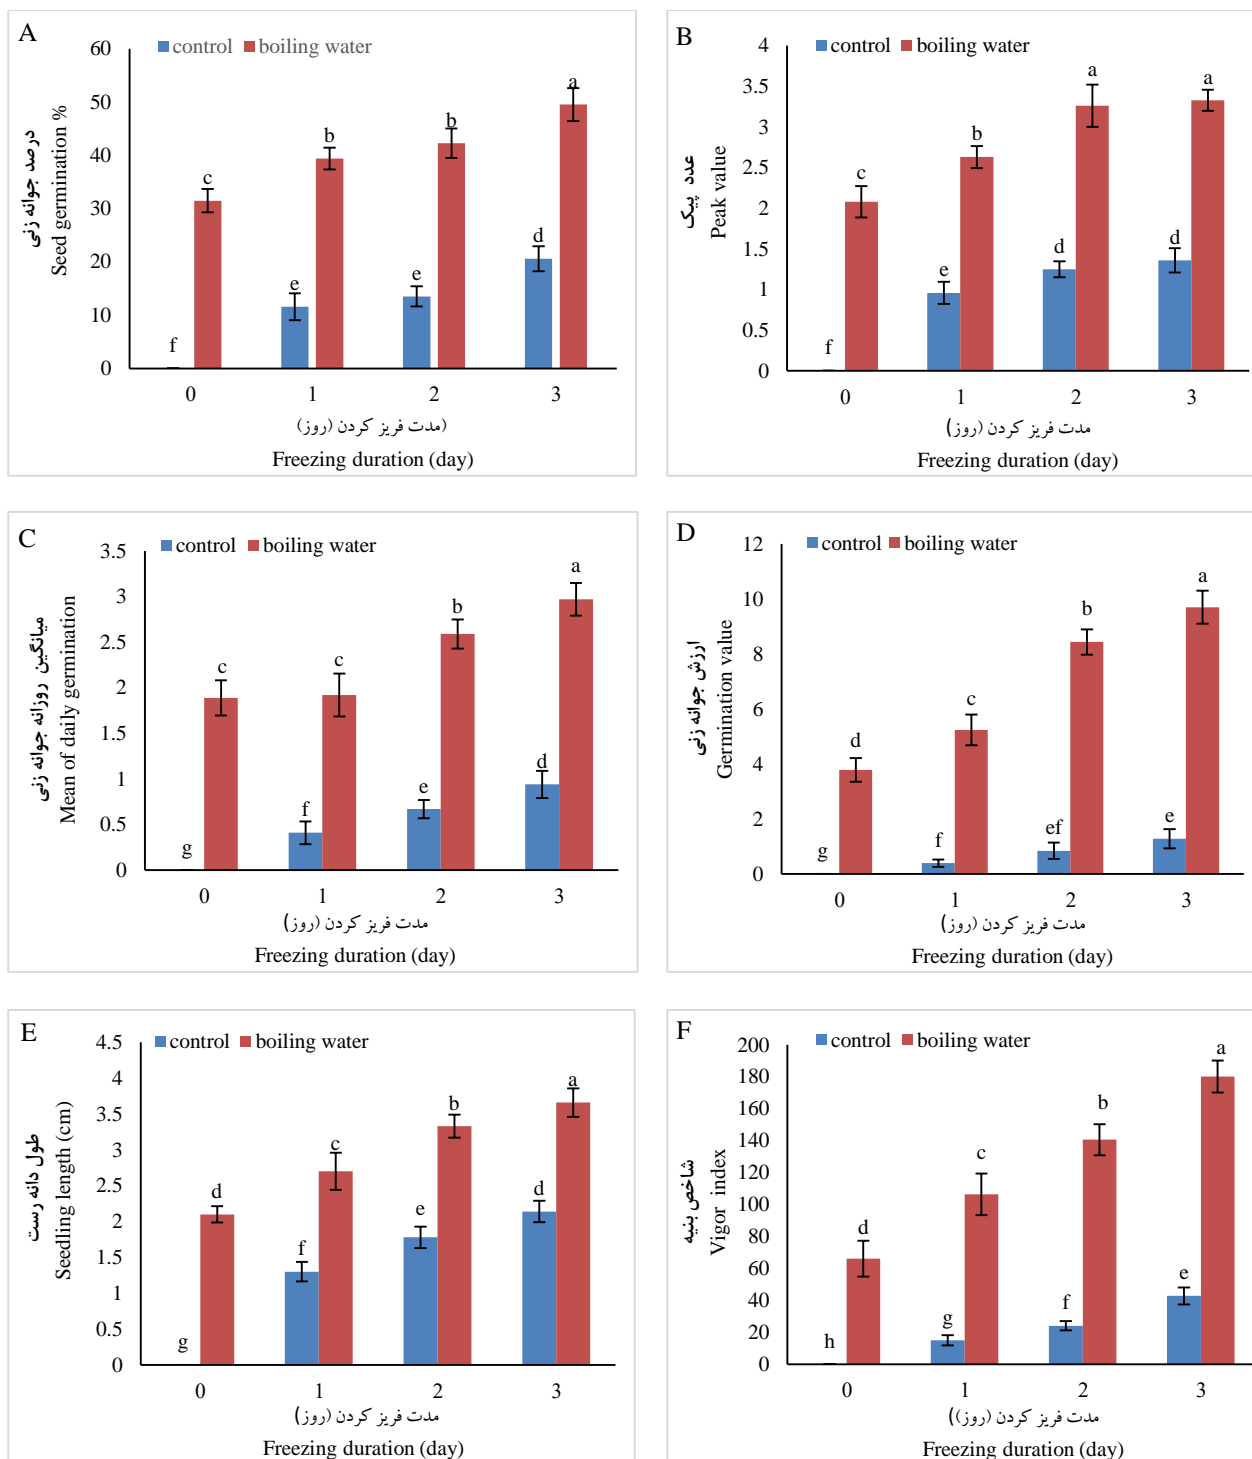 A
control boiling water
60
50
40
30
20
10
0
درصد جوانه زنی
Seed germination %
f
c
e
b
e
b
d
a
0 1 2 3
(مدت فریز کردن (روز)
Freezing duration (day)
B
control boiling water
4
3.5
3
2.5
2
1.5
1
0.5
0
عدد پیک
Peak value
f
c
e
b
d
a
d
a
0 1 2 3
مدت فریز کردن (روز)
Freezing duration (day)
C
control boiling water
3.5
3
2.5
2
1.5
1
0.5
0
میانگین روزانه جوانه زنی
Mean of daily germination
g
c
f
c
e
b
d
a
0 1 2 3
مدت فریز کردن (روز)
Freezing duration (day)
D
control boiling water
12
10
8
6
4
2
0
ارزش جوانه زنی
Germination value
g
d
f
c
ef
b
e
a
0 1 2 3
مدت فریز کردن (روز)
Freezing duration (day)
E
control boiling water
4.5
4
3.5
3
2.5
2
1.5
1
0.5
0
طول دانه رست
Seedling length (cm)
g
d
f
c
e
b
d
a
0 1 2 3
مدت فریز کردن (روز)
Freezing duration (day)
F
control boiling water
200
180
160
140
120
100
80
60
40
20
0
شاخص بنیه
Vigor index
h
d
g
c
f
b
e
a
0 1 2 3
مدت فریز کردن (روز))
Freezing duration (day)